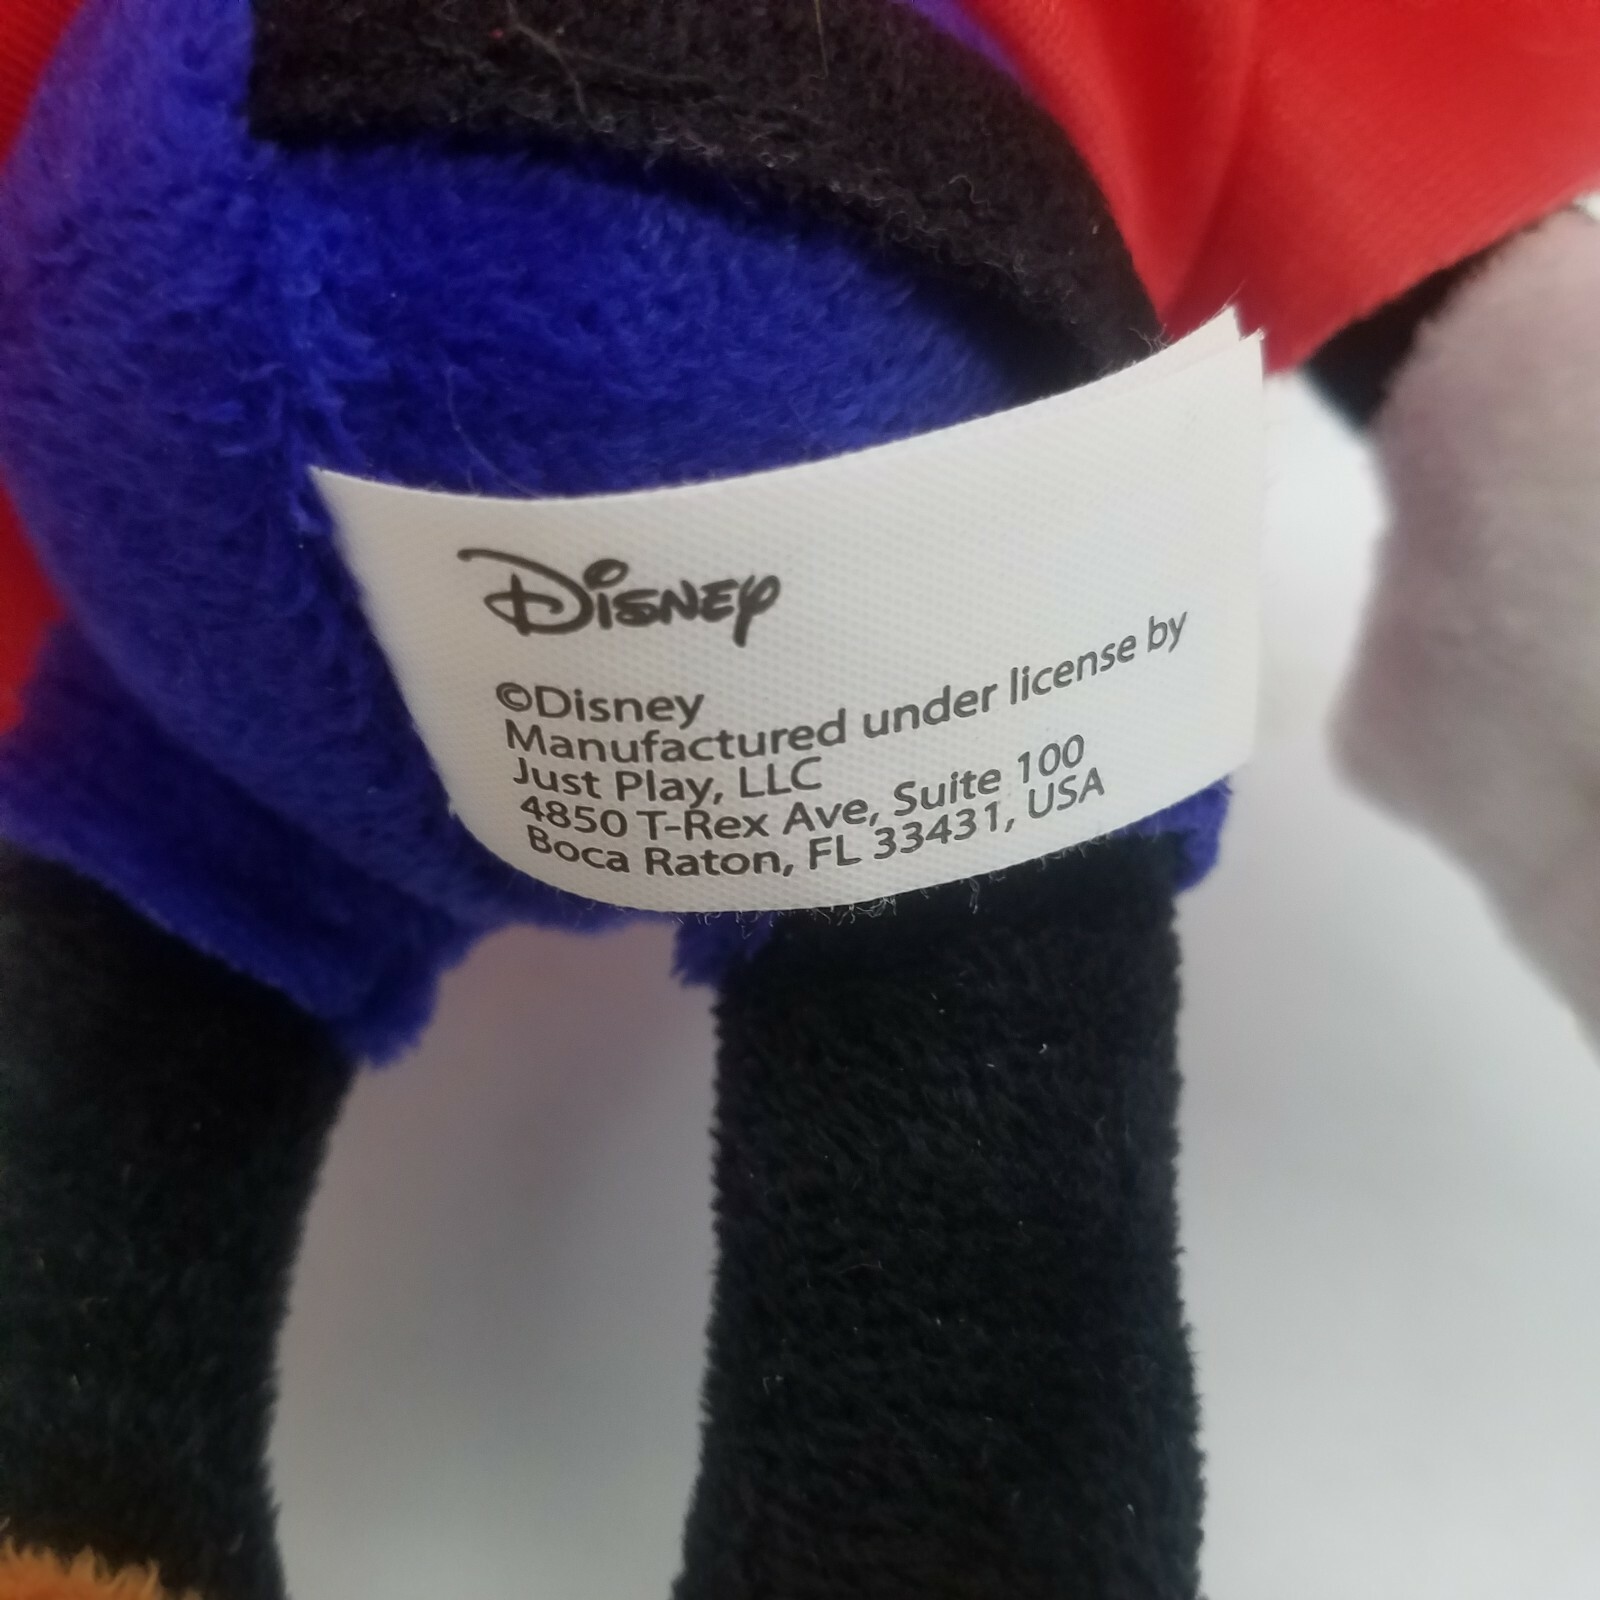 Disney
©Disney
Manufactured under license by
Just Play, LLC
4850 T-Rex Ave, Suite 100
Boca Raton, FL 33431, USA